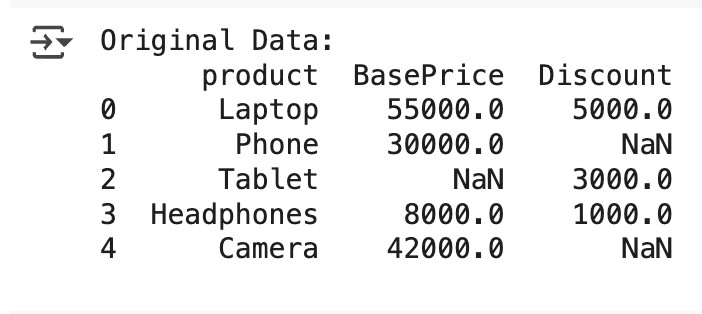 Original Data:
product BasePrice Discount
0 Laptop 55000.0 5000.0
1 Phone 30000.0 NaN
2 Tablet NaN 3000.0
3 Headphones 8000.0 1000.0
4 Camera 42000.0 NaN